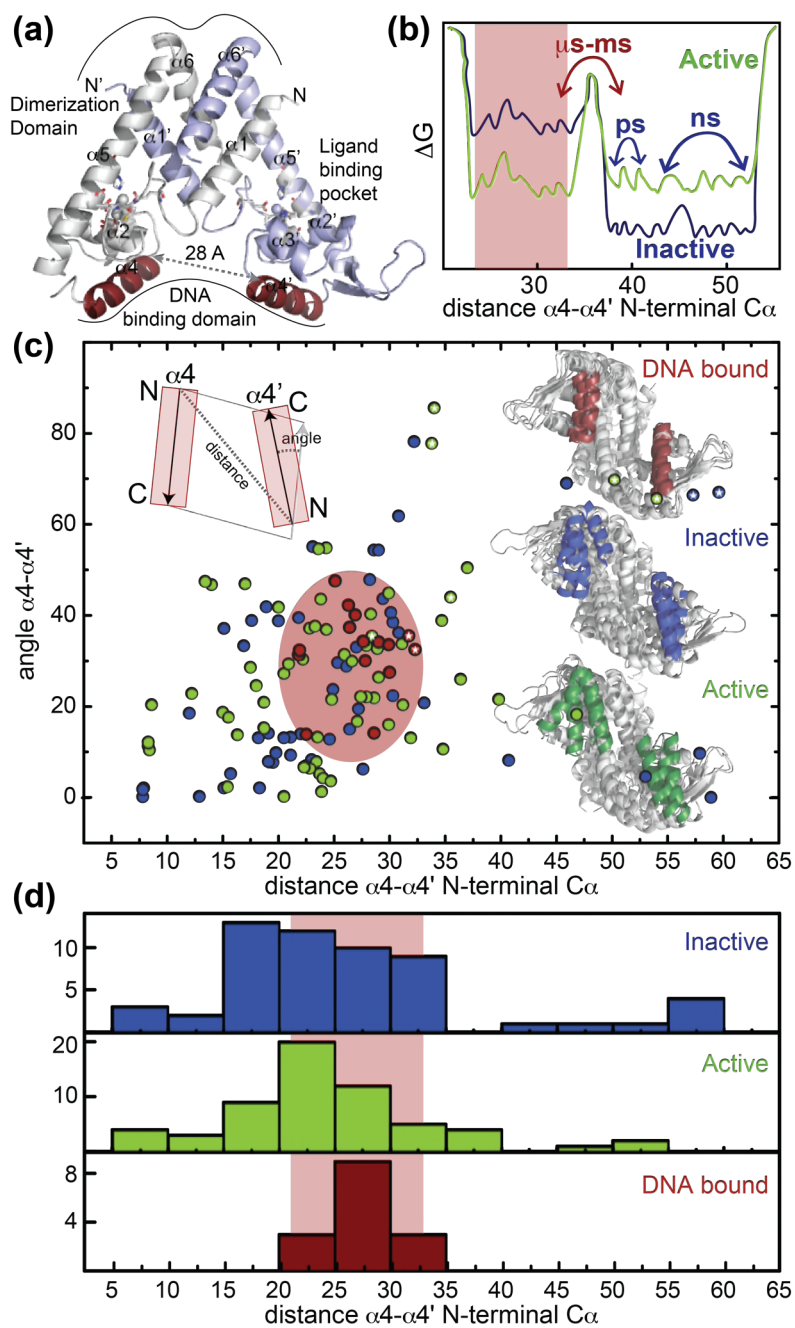 (a)
α6
α6'
N'
N
Dimerization
Domain
α1'
α1
α5
α5'
Ligand
binding
pocket
α2
α3'
α2'
28 A
α4
α4'
DNA
binding domain
(b)
μs-ms
Active
ps
ns
ΔG
Inactive
30
40
50
distance α4-α4' N-terminal Cα
(c)
DNA bound
N
α4
α4'
C
angle
distance
C
N
Inactive
Active
angle α4-α4'
80
60
40
20
0
5 10 15 20 25 30 35 40 45 50 55 60 65
distance α4-α4' N-terminal Cα
(d)
Inactive
10
5
Active
20
10
DNA bound
8
4
5 10 15 20 25 30 35 40 45 50 55 60 65
distance α4-α4' N-terminal Cα